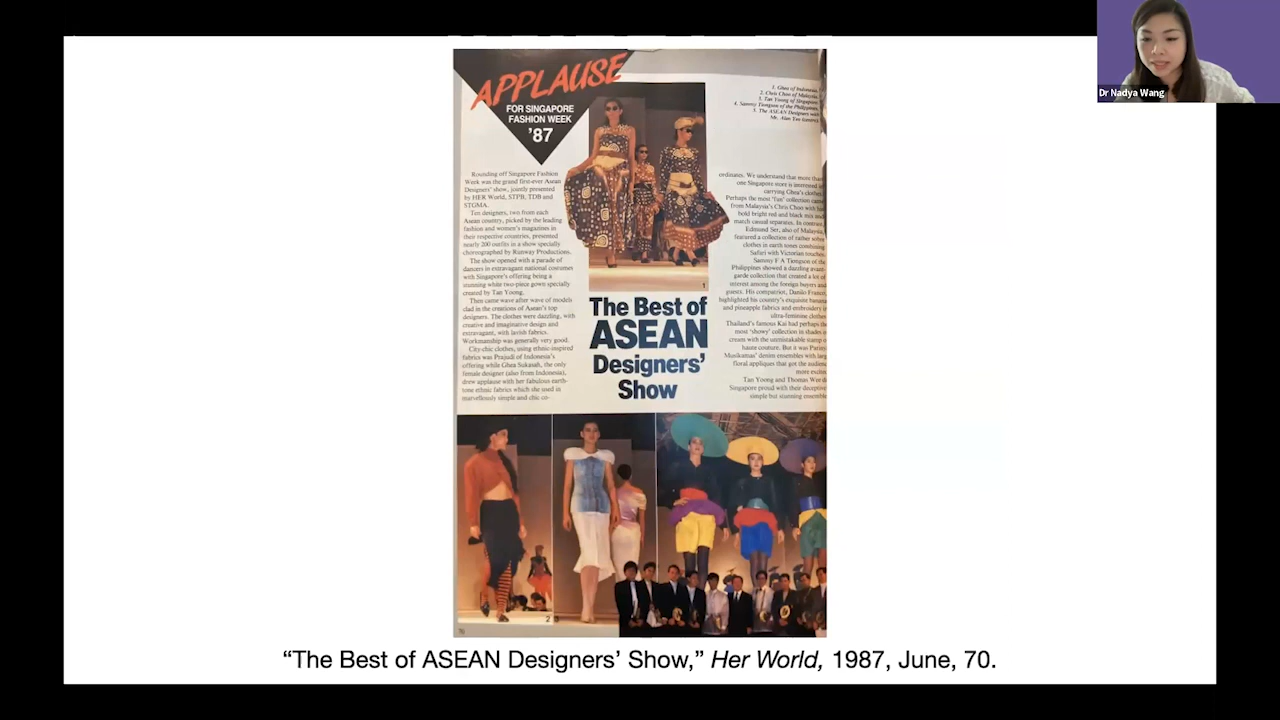 APPLAUSE
FOR SINGAPORE
FASHION WEEK
'87
1. Ghea of Indonesia.
2. Chris Choo of Malaysia.
3. Tan Yoong of Singapore.
4. Sammy Tiongson of the Philippines.
5. The ASEAN Designers with
Mr. Alan Yeo (centre).
Rounding off Singapore Fashion
Week was the grand first-ever Asean
Designers' show, jointly presented
by HER World, STPB, TDB and
STGMA.
Ten designers, two from each
Asean country, picked by the leading
fashion and women's magazines in
their respective countries, presented
nearly 200 outfits in a show specially
choreographed by Runway Productions.
The show opened with a parade of
dancers in extravagant national costumes
with Singapore's offering being a
stunning white two-piece gown specially
created by Tan Yoong.
Then came wave after wave of models
clad in the creations of Asean's top
designers. The clothes were dazzling, with
creative and imaginative design and
extravagant, with lavish fabrics.
Workmanship was generally very good.
City-chic clothes, using ethnic-inspired
fabrics was Prajudi of Indonesia's
offering while Ghea Sukasah, the only
female designer (also from Indonesia),
drew applause with her fabulous earth-
tone ethnic fabrics which she used in
marvellously simple and chic co-
1
The Best of
ASEAN
Designers'
Show
ordinates. We understand that more than
one Singapore store is interested in
carrying Ghea's clothes.
Perhaps the most 'fun' collection came
from Malaysia's Chris Choo with his
bold bright red and black mix and
match casual separates. In contrast,
Edmund Ser, also of Malaysia,
featured a collection of rather sober
clothes in earth tones combining
Safari with Victorian touches.
Sammy F A Tiongson of the
Philippines showed a dazzling avant-
garde collection that created a lot of
interest among the foreign buyers and
guests. His compatriot, Danilo Franco,
highlighted his country's exquisite banana
and pineapple fabrics and embroidery in
ultra-feminine clothes.
Thailand's famous Kai had perhaps the
most 'showy' collection in shades of
cream with the unmistakable stamp of
haute couture. But it was
Musikamas' denim ensembles with large
floral appliques that got the audience
more excited.
Tan Yoong and Thomas Wee did
Singapore proud with their deceptively
simple but stunning ensembles
2
70
"The Best of ASEAN Designers' Show," Her World, 1987, June, 70.
Dr Nadya Wang